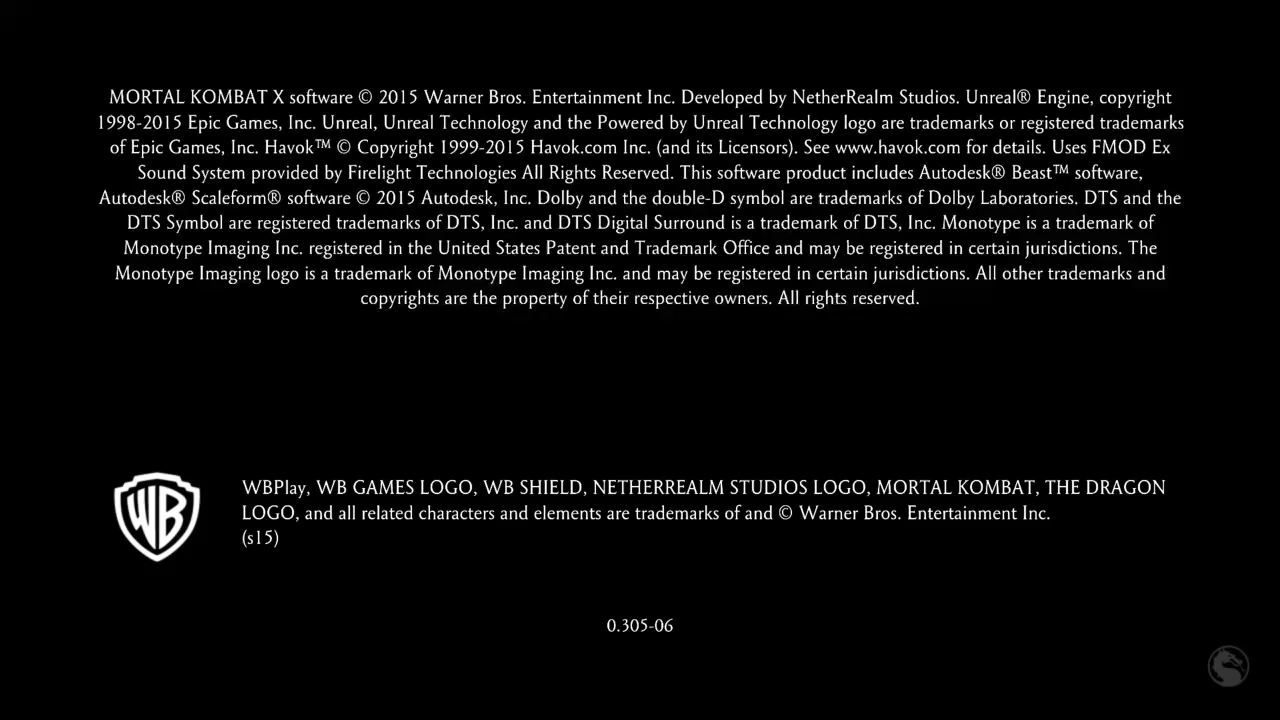 MORTAL KOMBAT X software © 2015 Warner Bros. Entertainment Inc. Developed by NetherRealm Studios. Unreal® Engine, copyright
1998-2015 Epic Games, Inc. Unreal, Unreal Technology and the Powered by Unreal Technology logo are trademarks or registered trademarks
of Epic Games, Inc. Havok™ © Copyright 1999-2015 Havok.com Inc. (and its Licensors). See www.havok.com for details. Uses FMOD Ex
Sound System provided by Firelight Technologies All Rights Reserved. This software product includes Autodesk® Beast™ software,
Autodesk® Scaleform® software © 2015 Autodesk, Inc. Dolby and the double-D symbol are trademarks of Dolby Laboratories. DTS and the
DTS Symbol are registered trademarks of DTS, Inc. and DTS Digital Surround is a trademark of DTS, Inc. Monotype is a trademark of
Monotype Imaging Inc. registered in the United States Patent and Trademark Office and may be registered in certain jurisdictions. The
Monotype Imaging logo is a trademark of Monotype Imaging Inc. and may be registered in certain jurisdictions. All other trademarks and
copyrights are the property of their respective owners. All rights reserved.
WB
WBPlay, WB GAMES LOGO, WB SHIELD, NETHERREALM STUDIOS LOGO, MORTAL KOMBAT, THE DRAGON
LOGO, and all related characters and elements are trademarks of and © Warner Bros. Entertainment Inc.
(s15)
0.305-06